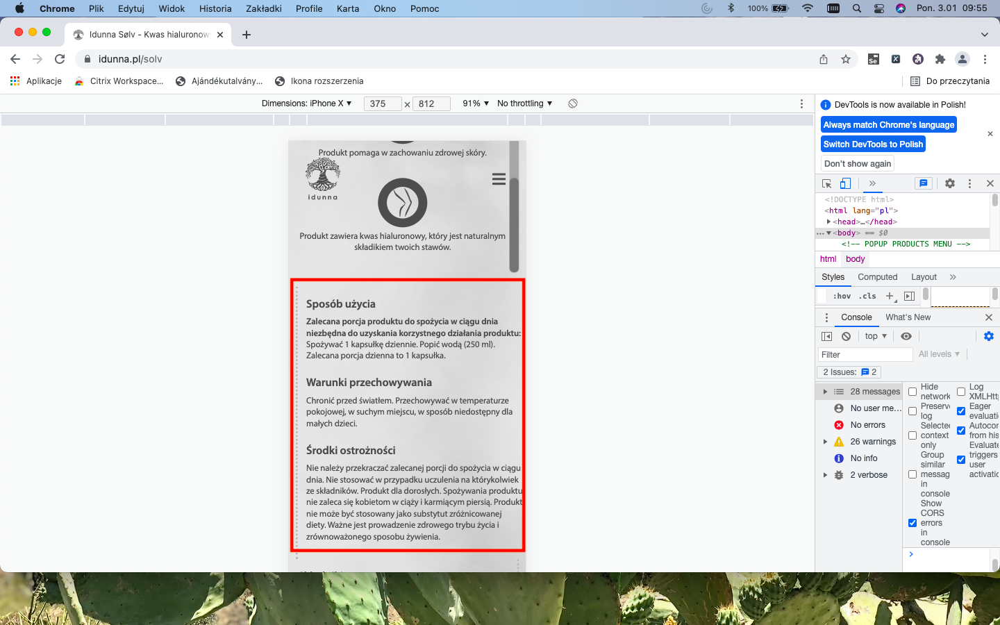 Chrome Plik Edytuj Widok Historia Zakładki Profile Karta Okno Pomoc 100% Pon. 3.01 09:55
Idunna Sølv - Kwas hialuronow
idunna.pl/solv
Aplikacje Citrix Workspace... Ajándékutalvány... Ikona rozszerzenia Do przeczytania
Dimensions: iPhone X ▼ 375 × 812 91% ▼ No throttling ▼
DevTools is now available in Polish!
Always match Chrome's language
Switch DevTools to Polish
Don't show again
Produkt pomaga w zachowaniu zdrowej skóry.
idunna
Produkt zawiera kwas hialuronowy, który jest naturalnym
składikiem twoich stawów.
Sposób użycia
Zalecana porcja produktu do spożycia w ciągu dnia
niezbędna do uzyskania korzystnego działania produktu:
Spożywać 1 kapsułkę dziennie. Popić wodą (250 ml).
Zalecana porcja dzienna to 1 kapsułka.
Warunki przechowywania
Chronić przed światłem. Przechowywać w temperaturze
pokojowej, w suchym miejscu, w sposób niedostępny dla
małych dzieci.
Środki ostrożności
Nie należy przekraczać zalecanej porcji do spożycia w ciągu
dnia. Nie stosować w przypadku uczulenia na którykolwiek
ze składników. Produkt dla dorosłych. Spożywania produktu
nie zaleca się kobietom w ciąży i karmiącym piersią. Produkt
nie może być stosowany jako substytut zróżnicowanej
diety. Ważne jest prowadzenie zdrowego trybu życia i
zrównoważonego sposobu żywienia.
<!DOCTYPE html>
<html lang="pl">
<head>…</head>
<body> == $0
<!-- POPUP PRODUCTS MENU -->
html body
Styles Computed Layout
:hov .cls
Console What's New
top ▼
Filter All levels ▼
2 Issues: 2
28 messages
No user me...
No errors
26 warnings
No info
2 verbose
Hide
network
Preserve
log
Selected
context
only
Group
similar
messag
in
console
Show
CORS
errors
in
console
Log
XMLHtt
Eager
evaluati
Autocor
from his
Evaluate
triggers
user
activatio